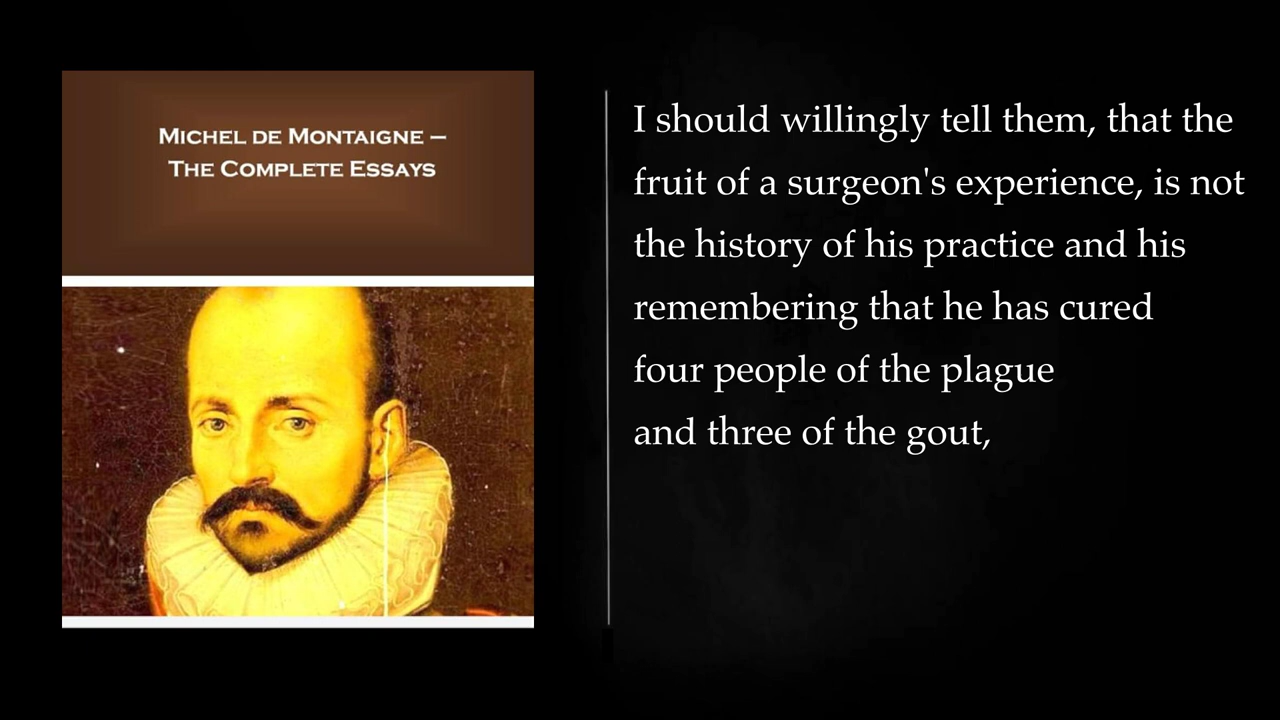 Michel de Montaigne –
The Complete Essays
I should willingly tell them, that the
fruit of a surgeon's experience, is not
the history of his practice and his
remembering that he has cured
four people of the plague
and three of the gout,